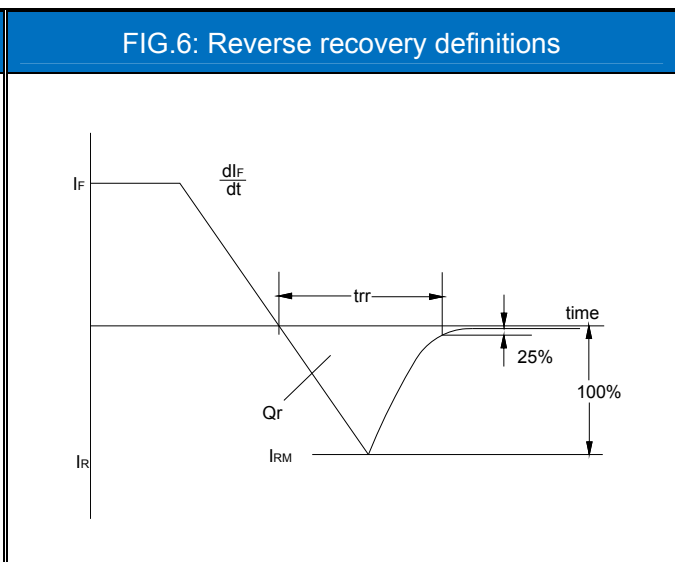 FIG.6: Reverse recovery definitions
IF
dIF
dt
trr
time
25%
100%
Qr
IR
IRM